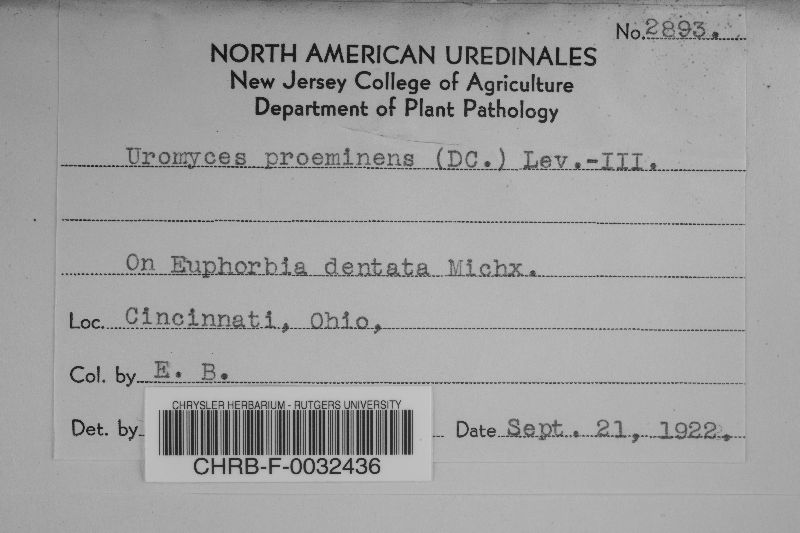 No. 2893.
NORTH AMERICAN UREDINALES
New Jersey College of Agriculture
Department of Plant Pathology
Uromyces proeminens (DC.) Lev.-III.
On Euphorbia dentata Michx.
Loc. Cincinnati, Ohio,
Col. by E. B.
Det. by
Date Sept. 21, 1922.
CHRYSLER HERBARIUM - RUTGERS UNIVERSITY
CHRB-F-0032436